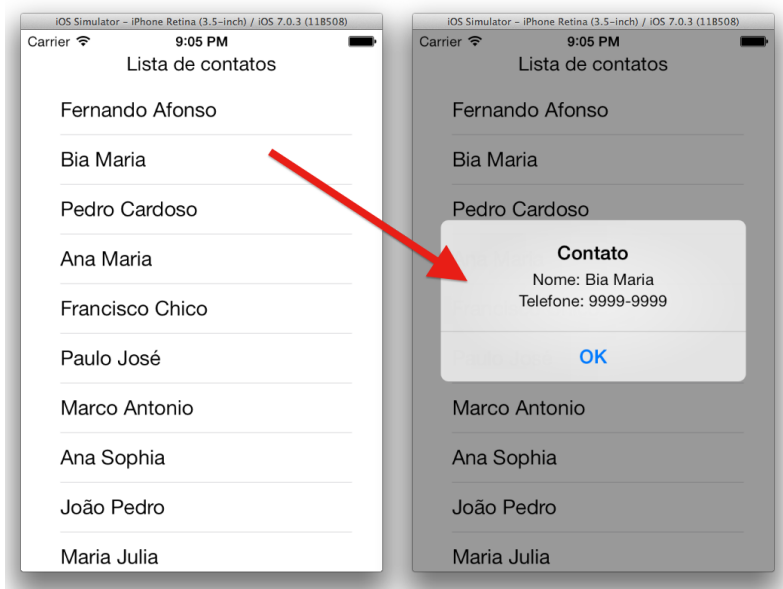 iOS Simulator – iPhone Retina (3.5-inch) / iOS 7.0.3 (11B508)
Carrier 9:05 PM
Lista de contatos
Fernando Afonso
Bia Maria
Pedro Cardoso
Ana Maria
Francisco Chico
Paulo José
Marco Antonio
Ana Sophia
João Pedro
Maria Julia
iOS Simulator – iPhone Retina (3.5-inch) / iOS 7.0.3 (11B508)
Carrier 9:05 PM
Lista de contatos
Fernando Afonso
Bia Maria
Pedro Cardoso
Contato
Nome: Bia Maria
Telefone: 9999-9999
OK
Marco Antonio
Ana Sophia
João Pedro
Maria Julia